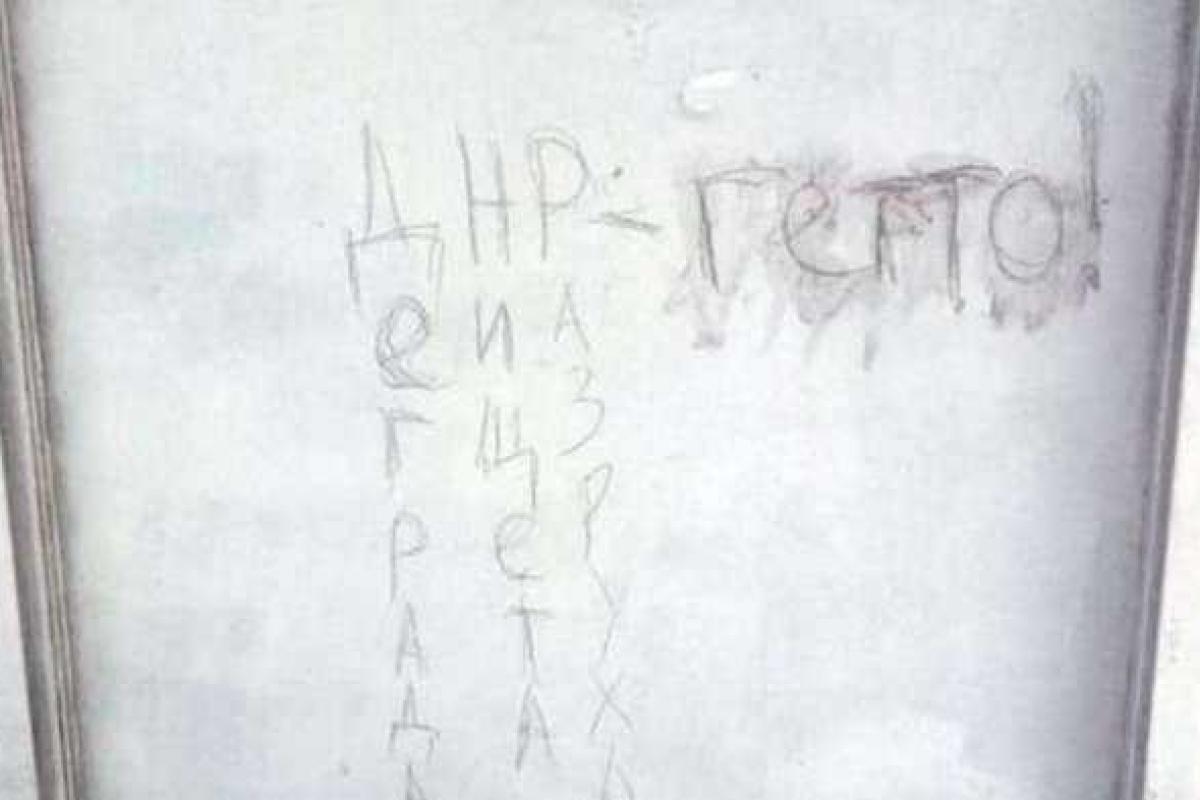 ДНР - гетто!
Деграда
Нищета
Разруха